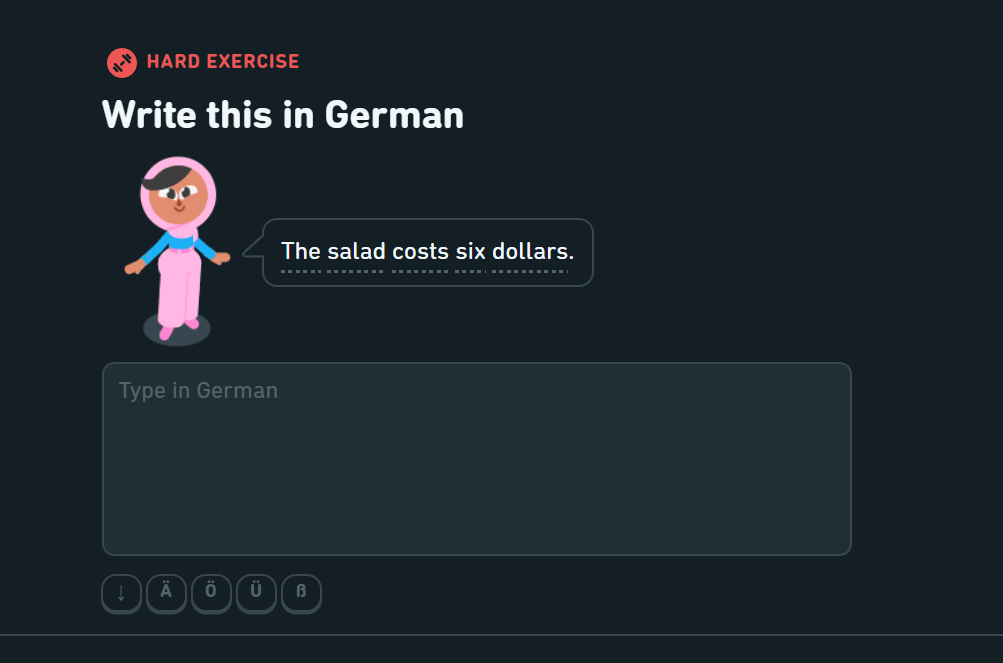 HARD EXERCISE
Write this in German
The salad costs six dollars.
Type in German
↓ Ä Ö Ü ß